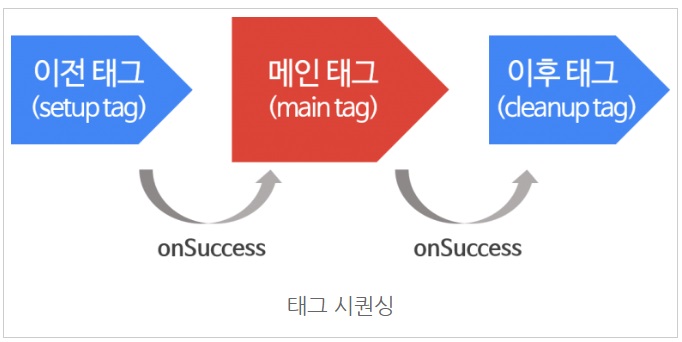 이전 태그
(setup tag)
메인 태그
(main tag)
이후 태그
(cleanup tag)
onSuccess
onSuccess
태그 시퀀싱